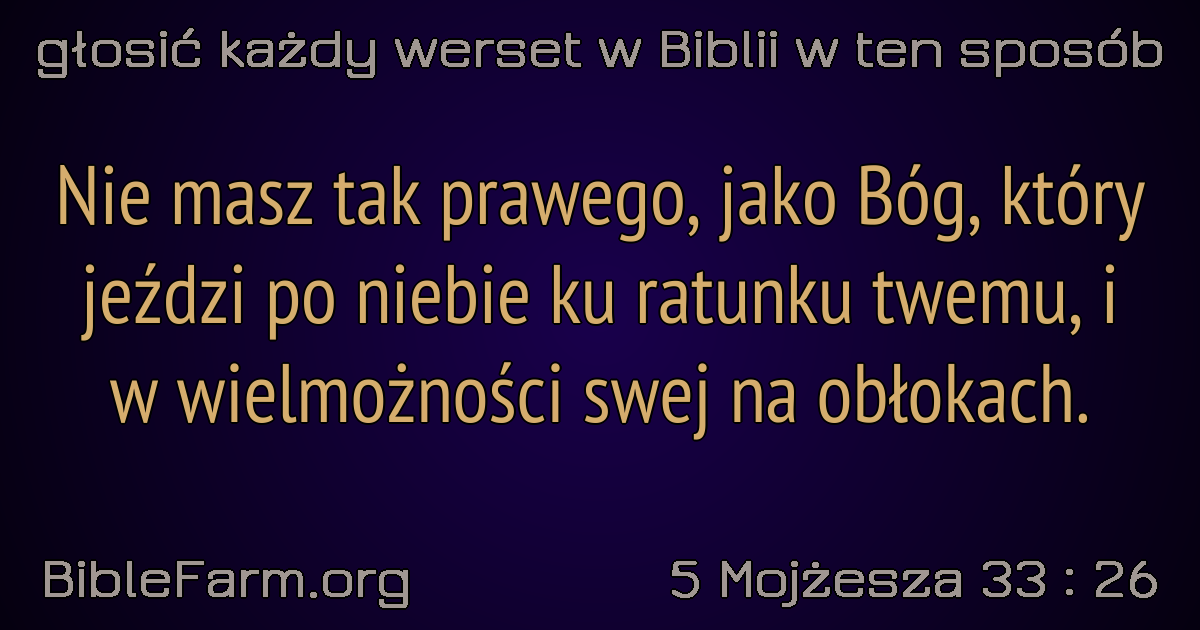 głosić każdy werset w Biblii w ten sposób
Nie masz tak prawego, jako Bóg, który
jeździ po niebie ku ratunku twemu, i
w wielmożności swej na obłokach.
BibleFarm.org
5 Mojżesza 33 : 26